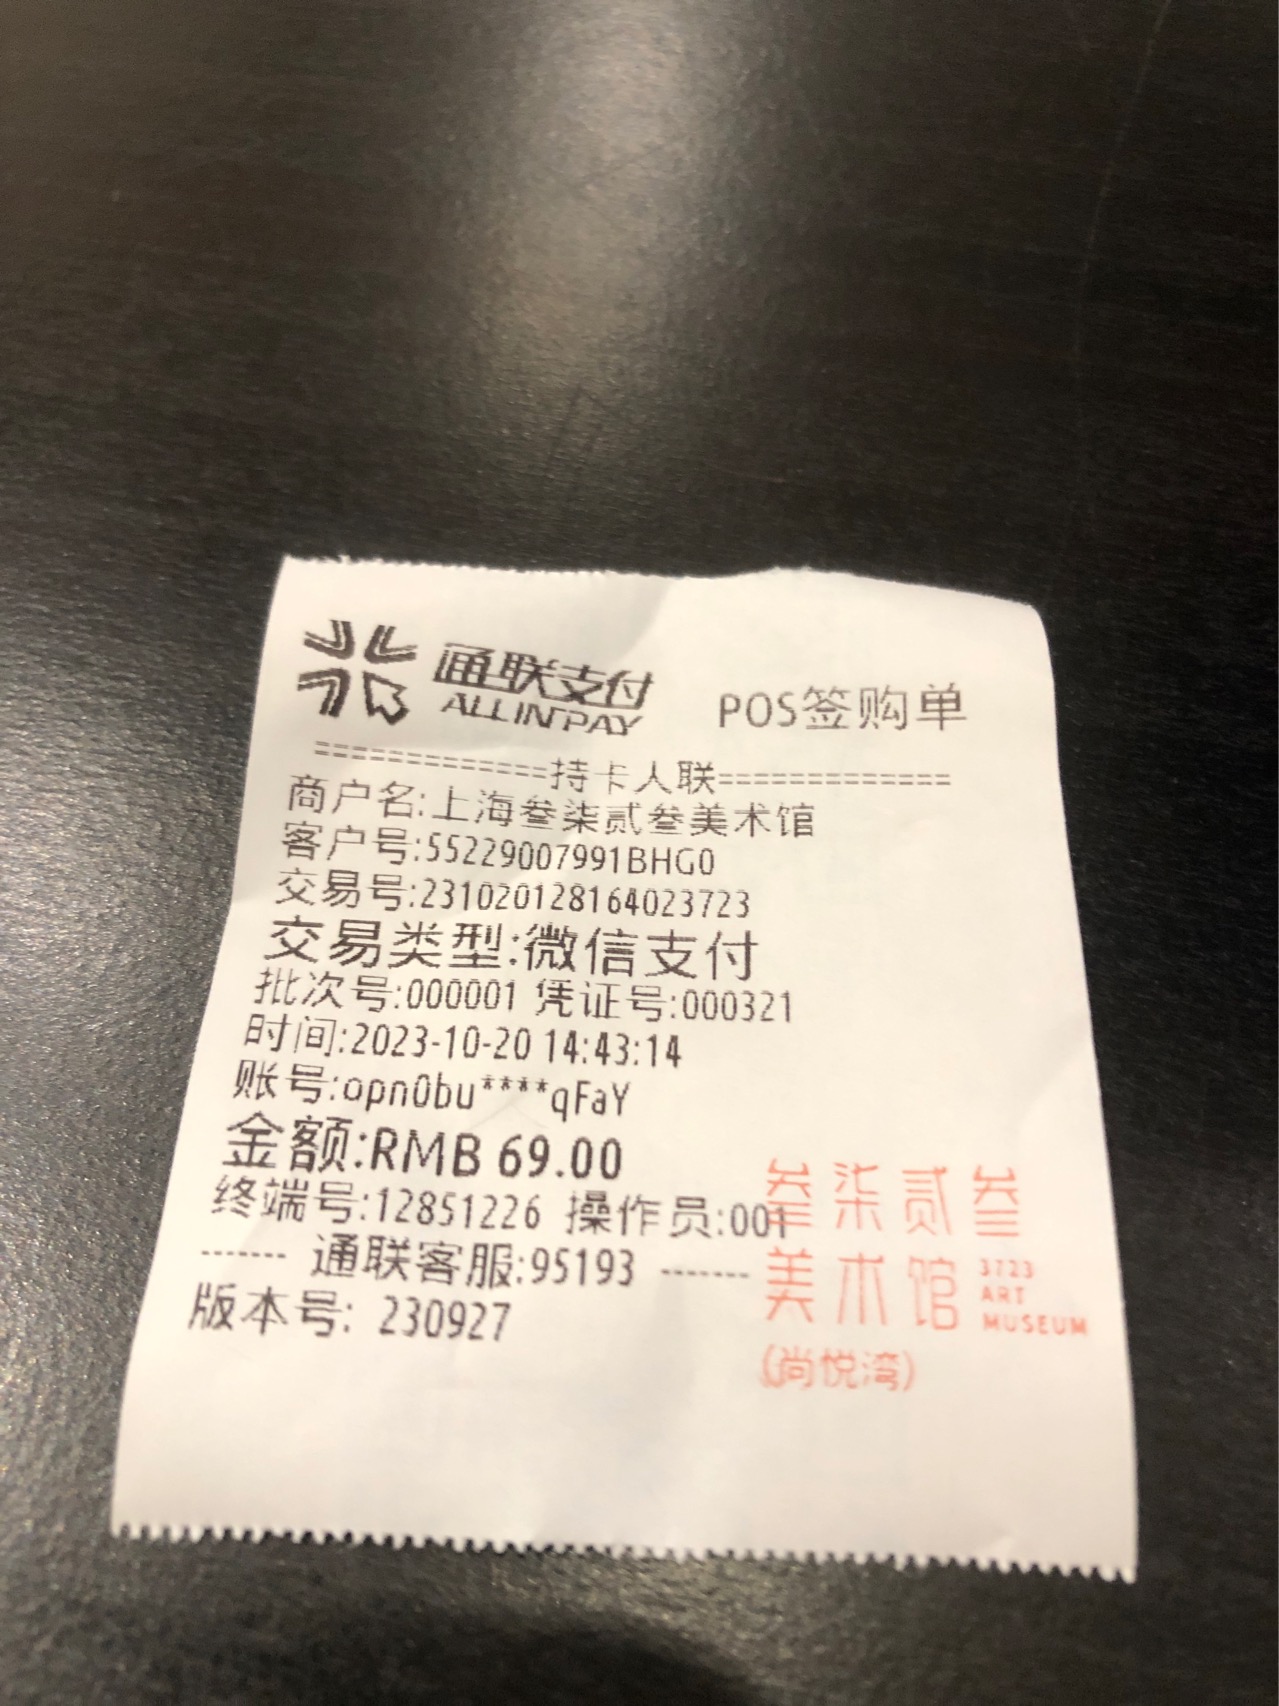 通联支付
ALLINPAY
POS签购单
=============持卡人联=============
商户名:上海叁柒贰叁美术馆
客户号:55229007991BHG0
交易号:231020128164023723
交易类型:微信支付
批次号:000001 凭证号:000321
时间:2023-10-20 14:43:14
账号:opn0bu****qFaY
金额:RMB 69.00
终端号:12851226 操作员:001
------- 通联客服:95193 -------
版本号: 230927
叁柒贰叁
美术馆 3723 ART MUSEUM
(尚悦湾)